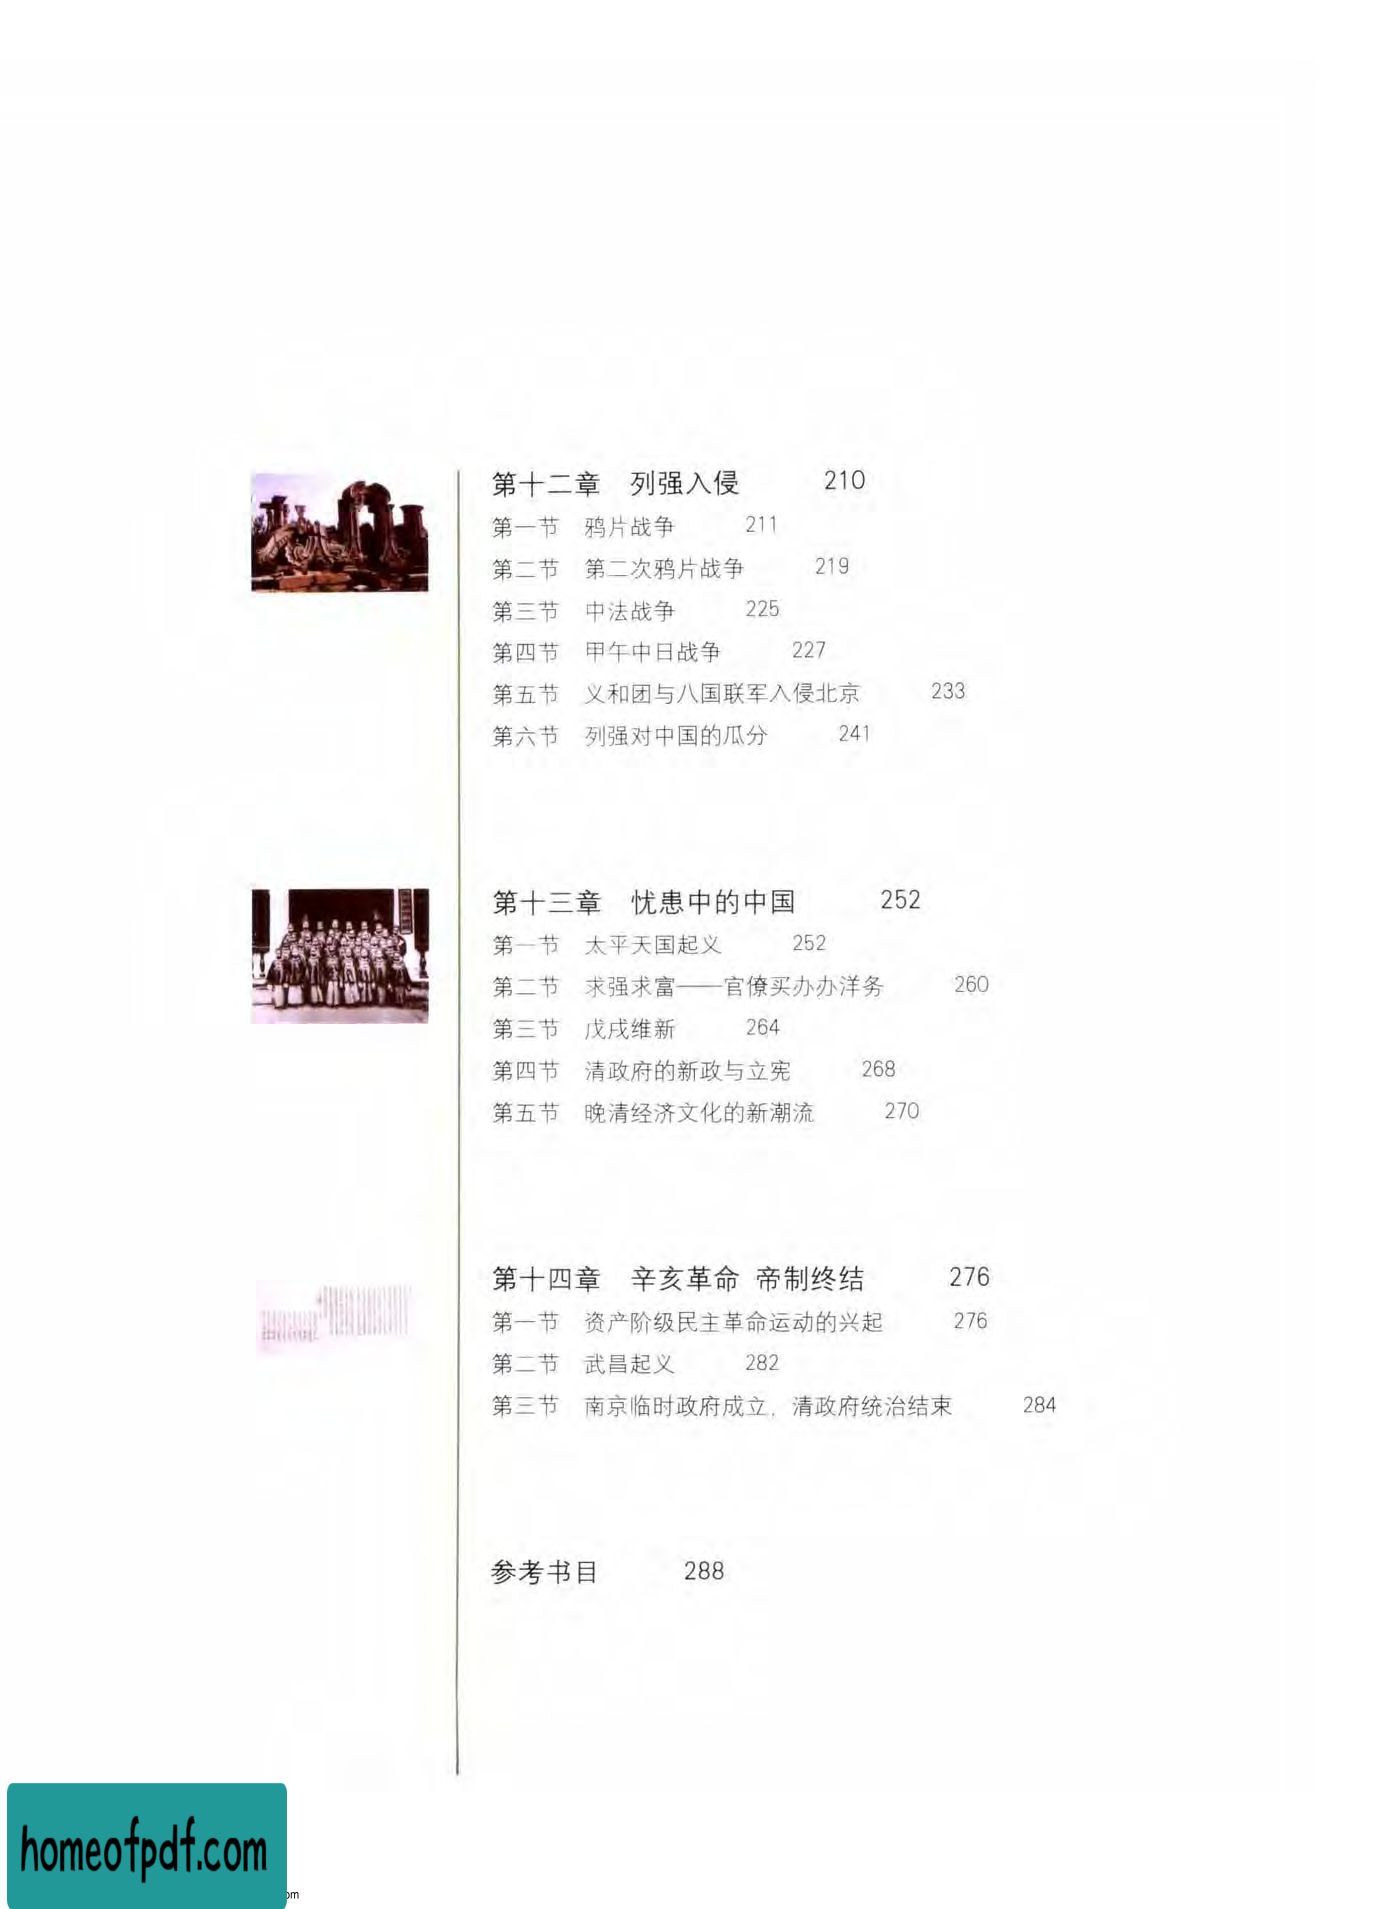 第十二章 列强入侵 210
第一节 鸦片战争 211
第二节 第二次鸦片战争 219
第三节 中法战争 225
第四节 甲午中日战争 227
第五节 义和团与八国联军入侵北京 233
第六节 列强对中国的瓜分 241
第十三章 忧患中的中国 252
第一节 太平天国起义 252
第二节 求强求富——官僚买办办洋务 260
第三节 戊戌维新 264
第四节 清政府的新政与立宪 268
第五节 晚清经济文化的新潮流 270
第十四章 辛亥革命 帝制终结 276
第一节 资产阶级民主革命运动的兴起 276
第二节 武昌起义 282
第三节 南京临时政府成立，清政府统治结束 284
参考书目 288
homeofpdf.com
om